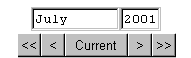 July 2001
<< < Current > >>